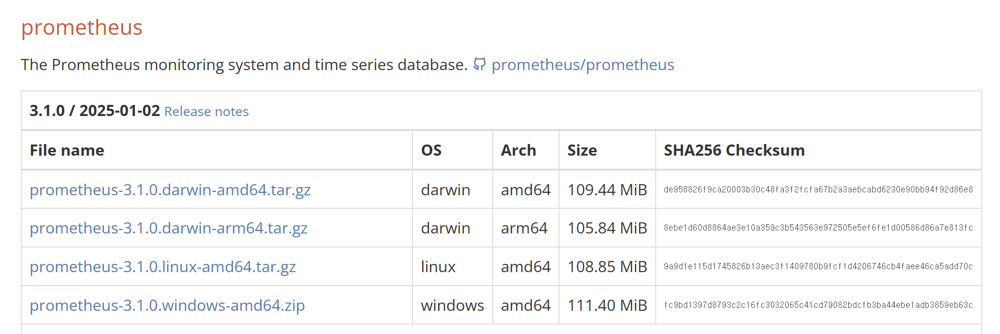 prometheus
The Prometheus monitoring system and time series database. prometheus/prometheus
3.1.0 / 2025-01-02 Release notes
File name OS Arch Size SHA256 Checksum
prometheus-3.1.0.darwin-amd64.tar.gz darwin amd64 109.44 MiB de958826f9ca20003b30c48fa3f2fcfa67b2a3aebcabd6230e90bb94f92d86e8
prometheus-3.1.0.darwin-arm64.tar.gz darwin arm64 105.84 MiB 8ebe1d60d8864ae3e10a359c3b543563e972505e5ef6fe1d00586d86a7e813fc
prometheus-3.1.0.linux-amd64.tar.gz linux amd64 108.85 MiB 9a9d1e115d1745826b13aec3f1409780b9fcf1d4206746cb4faee46ca5add70c
prometheus-3.1.0.windows-amd64.zip windows amd64 111.40 MiB fc9bd1397d8793c2c16fc3032065c41cd79082bdcfb3ba44ebe1adb3859eb63c